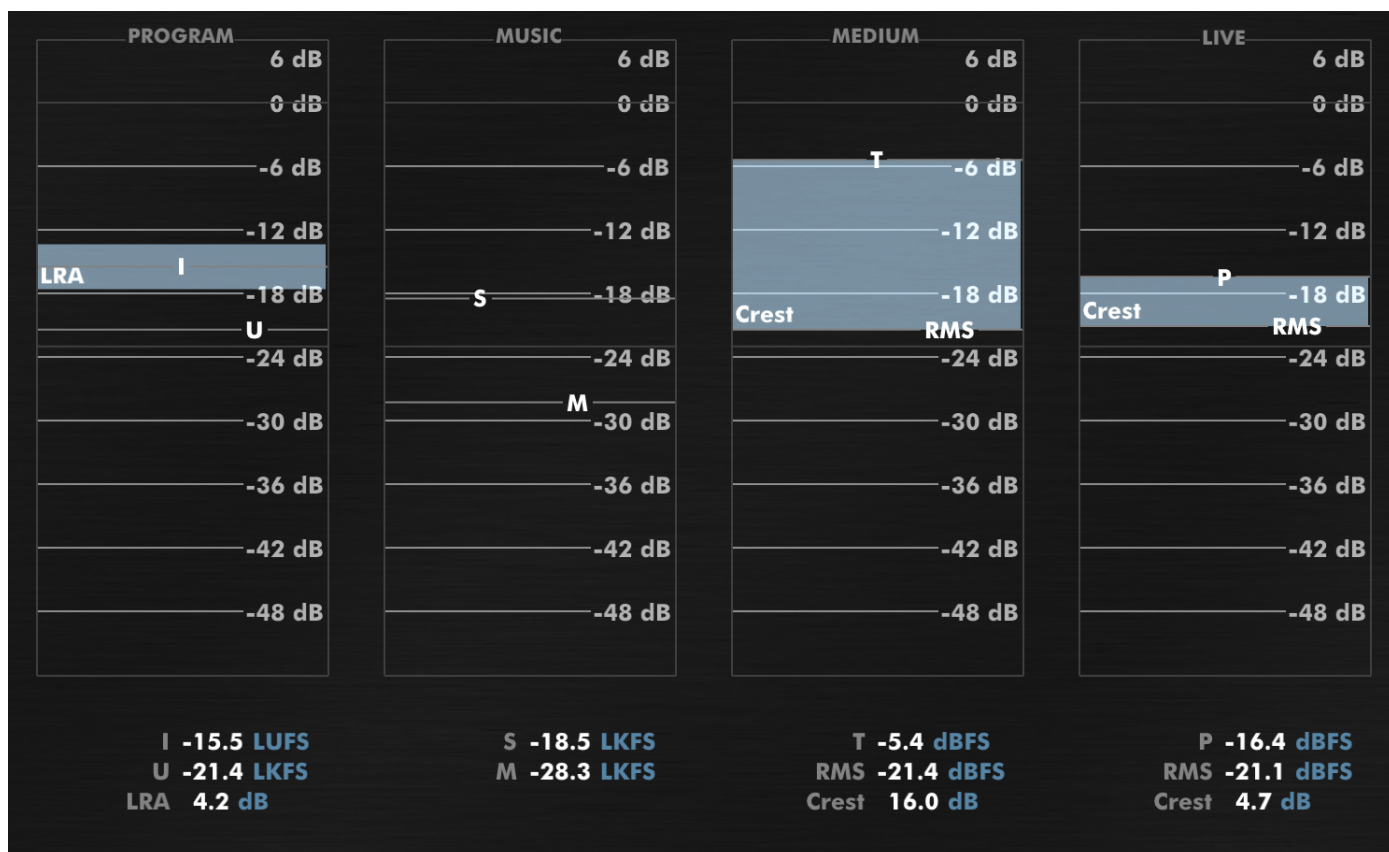 PROGRAM
6 dB
0 dB
-6 dB
-12 dB
I
LRA
-18 dB
U
-24 dB
-30 dB
-36 dB
-42 dB
-48 dB
I -15.5 LUFS
U -21.4 LKFS
LRA 4.2 dB
MUSIC
6 dB
0 dB
-6 dB
-12 dB
-18 dB
S
-24 dB
M
-30 dB
-36 dB
-42 dB
-48 dB
S -18.5 LKFS
M -28.3 LKFS
MEDIUM
6 dB
0 dB
T
-6 dB
-12 dB
-18 dB
Crest
RMS
-24 dB
-30 dB
-36 dB
-42 dB
-48 dB
T -5.4 dBFS
RMS -21.4 dBFS
Crest 16.0 dB
LIVE
6 dB
0 dB
-6 dB
-12 dB
P
-18 dB
Crest
RMS
-24 dB
-30 dB
-36 dB
-42 dB
-48 dB
P -16.4 dBFS
RMS -21.1 dBFS
Crest 4.7 dB